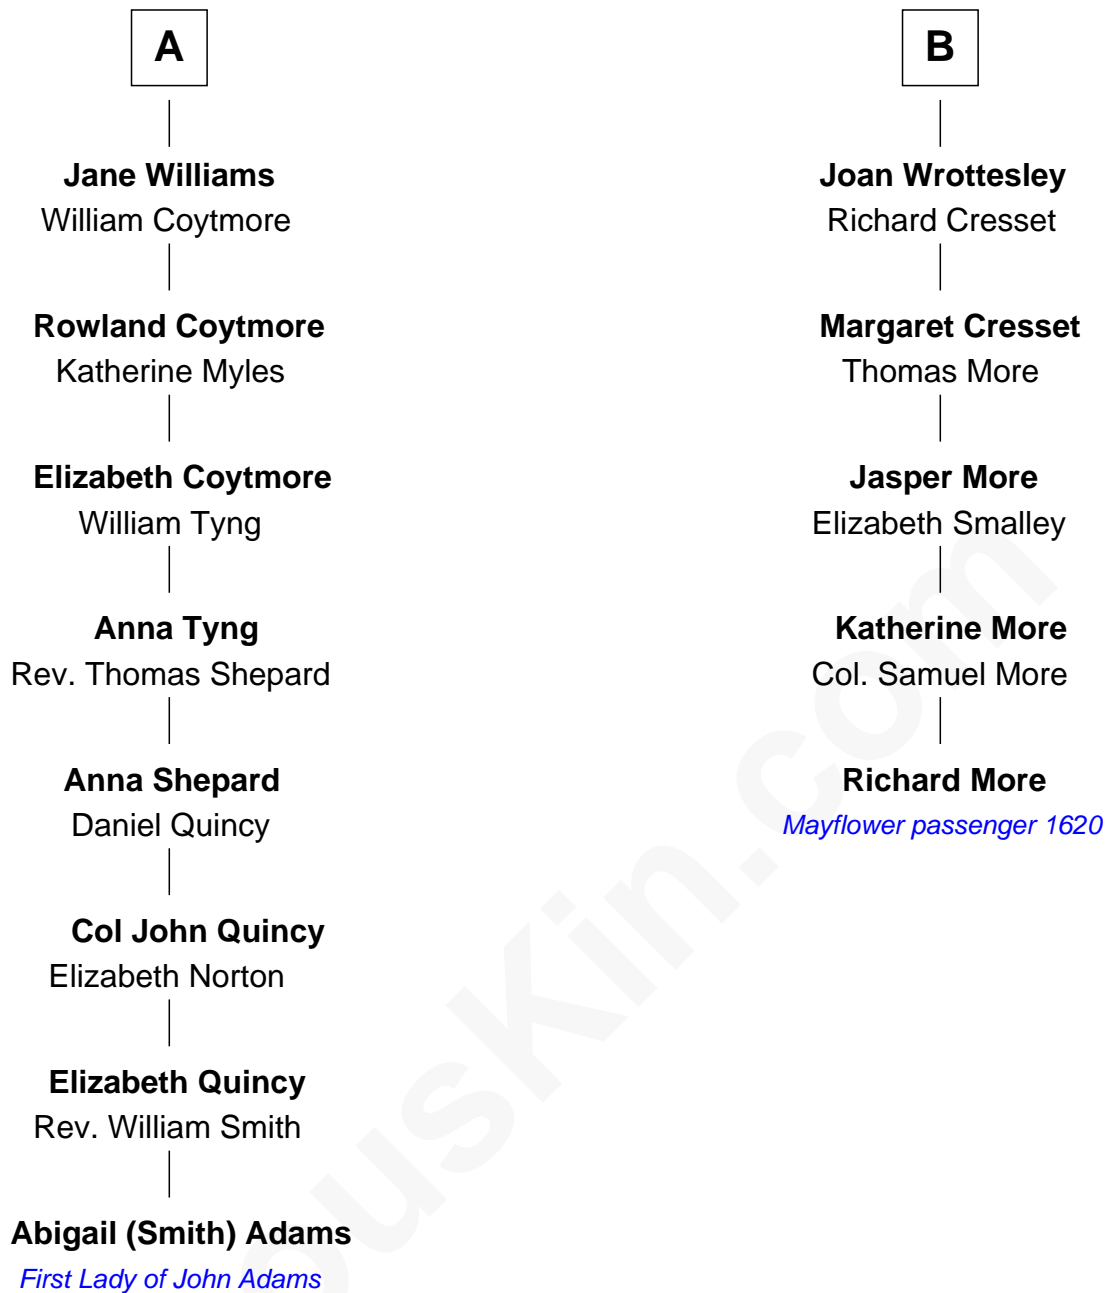 A
Jane Williams
William Coytmore
Rowland Coytmore
Katherine Myles
Elizabeth Coytmore
William Tyng
Anna Tyng
Rev. Thomas Shepard
Anna Shepard
Daniel Quincy
Col John Quincy
Elizabeth Norton
Elizabeth Quincy
Rev. William Smith
Abigail (Smith) Adams
First Lady of John Adams
B
Joan Wrottesley
Richard Cresset
Margaret Cresset
Thomas More
Jasper More
Elizabeth Smalley
Katherine More
Col. Samuel More
Richard More
Mayflower passenger 1620
ousKin.com